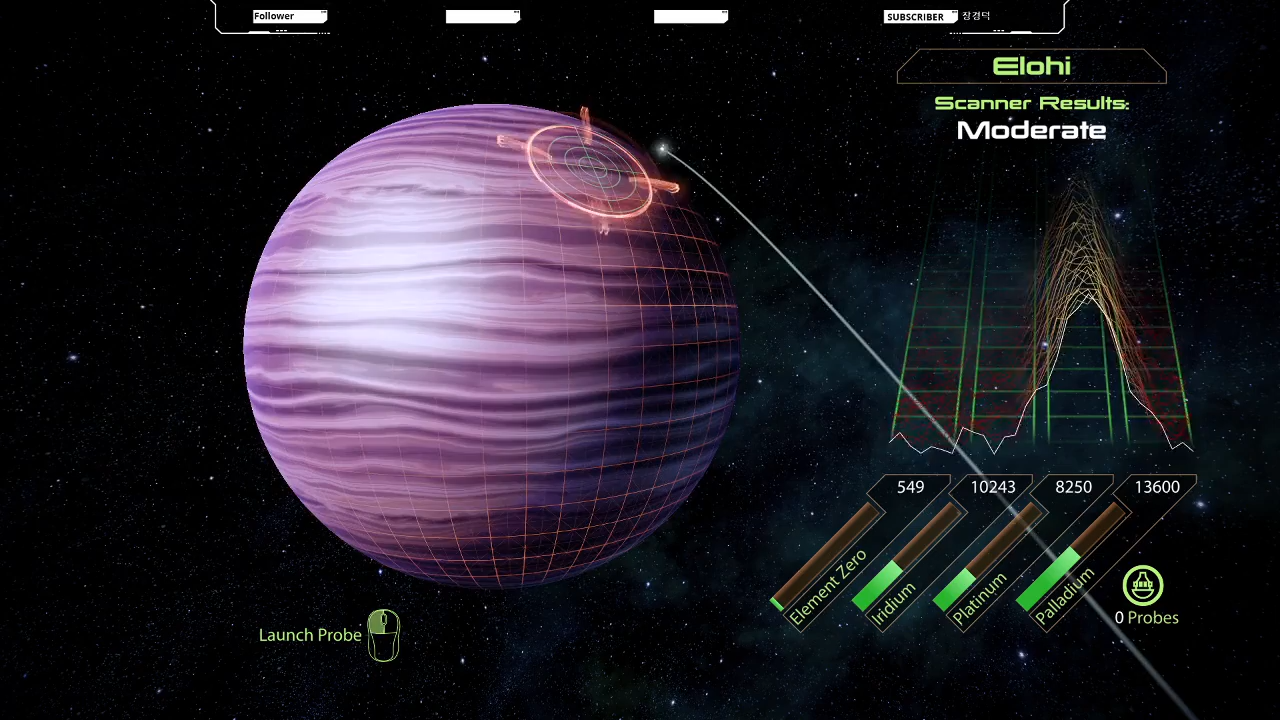 Follower
SUBSCRIBER 장경덕
Elohi
Scanner Results:
Moderate
549 10243 8250 13600
Element Zero Iridium Platinum Palladium
0 Probes
Launch Probe